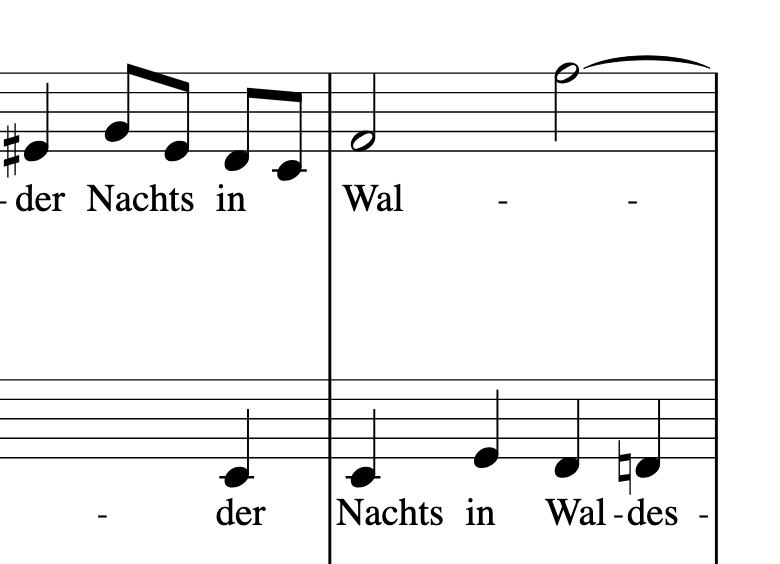 - der Nachts in Wal - -
- der Nachts in Wal - des -